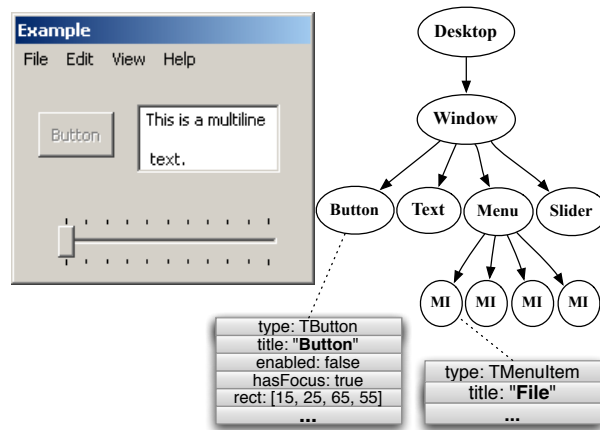 Example
File Edit View Help
Button
This is a multiline
text.
Desktop
Window
Button Text Menu Slider
MI MI MI MI
type: TButton
title: "Button"
enabled: false
hasFocus: true
rect: [15, 25, 65, 55]
...
type: TMenuItem
title: "File"
...